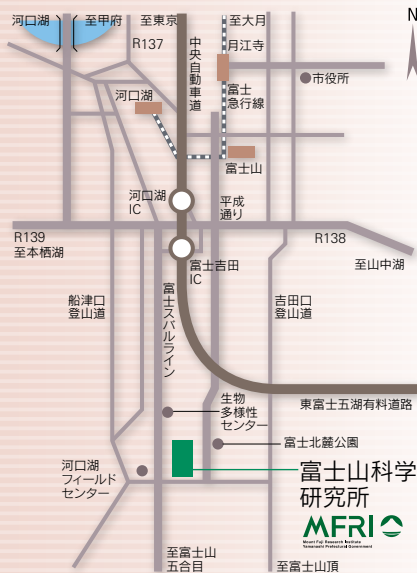 河口湖
至甲府
至東京
至大月
N
R137
中央自動車道
月江寺
市役所
富士
急行線
河口湖
富士山
河口湖
IC
平成
通り
R139
至本栖湖
R138
富士吉田
IC
至山中湖
船津口
登山道
富士スバルライン
吉田口
登山道
生物
多様性
センター
東富士五湖有料道路
富士北麓公園
河口湖
フィールド
センター
富士山科学
研究所
MFRI
Mount Fuji Research Institute
Yamanashi Prefectural Government
至富士山
五合目
至富士山頂